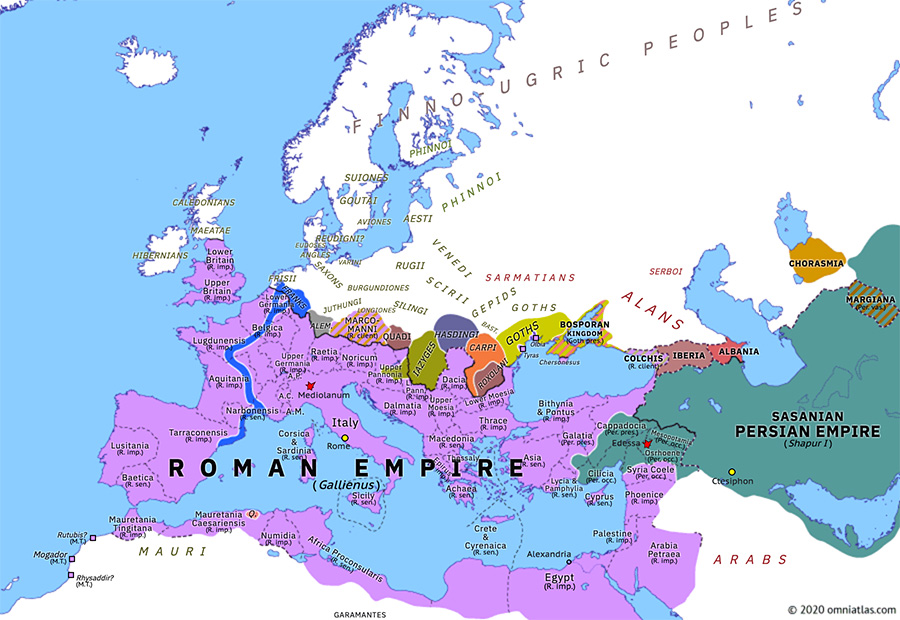 FINNO-UGRIC PEOPLES
PHINNOI
SUIONES
PHINNOI
GOUTAI
CALEDONIANS
AVIONES
AESTI
MAEATAE
REUDIGNI?
EUDOSES
HIBERNIANS
ANGLES
VARINI
VENEDI
Lower
Britain
(R. imp.)
SAXONS
RUGII
SARMATIANS
SERBOI
CHORASMIA
Upper
Britain
(R. imp.)
FRISII
FRANKS
BURGUNDIONES
SCIRII
GEPIDS
GOTHS
ALANS
MARGIANA
(Per. vas.)
Lower
Germania
(R. imp.)
JUTHUNGI
LONGIONES
SILINGI
BAST.
Belgica
(R. imp.)
ALEM.
MARCO-
MANNI
(R. client)
QUADI
HASDINGI
GOTHS
BOSPORAN
KINGDOM
(Goth pres.)
Olbia
Tyras
Chersonesus
Lugdunensis
(R. imp.)
Upper
Germania
(R. imp.)
A.P.
Raetia
(R. imp.)
Noricum
(R. imp.)
IAZYGES
CARPI
ROXOLANI
COLCHIS
(R. client)
IBERIA
ALBANIA
Upper
Pannonia
(R. imp.)
Aquitania
(R. imp.)
A.C.
Mediolanum
Pann.
(R. imp.)
Dacia
(R. imp.)
Lower Moesia
(R. imp.)
Narbonensis
(R. sen.)
A.M.
Dalmatia
(R. imp.)
Upper
Moesia
(R. imp.)
Bithynia &
Pontus
(R. imp.)
SASANIAN
PERSIAN EMPIRE
(Shapur I)
Tarraconensis
(R. imp.)
Corsica
&
Sardinia
(R. sen.)
Italy
Rome
Thrace
(R. imp.)
Cappadocia
(Per. pres.)
Mesopotamia
(Per. occ.)
Lusitania
(R. imp.)
Macedonia
(R. sen.)
Galatia
(Per. pres.)
Edessa
Osrhoene
(Per. occ.)
ROMAN EMPIRE
(Gallienus)
Thessaly
Epirus
Asia
(R. sen.)
Cilicia
(Per. occ.)
Syria Coele
(Per. occ.)
Ctesiphon
Baetica
(R. sen.)
Sicily
(R. sen.)
Achaea
(R. sen.)
Lycia &
Pamphylia
(R. sen.)
Cyprus
(R. sen.)
Phoenice
(R. imp.)
Mauretania
Tingitana
(R. imp.)
Mauretania
Caesariensis
(R. imp.)
Q.
Rutubis?
(M.T.)
Numidia
(R. imp.)
Africa Proconsularis
(R. sen.)
Crete
&
Cyrenaica
(R. sen.)
Palestine
(R. imp.)
Mogador
(M.T.)
MAURI
Alexandria
Arabia
Petraea
(R. imp.)
ARABS
Rhysaddir?
(M.T.)
Egypt
(R. imp.)
GARAMANTES
© 2020 omniatlas.com